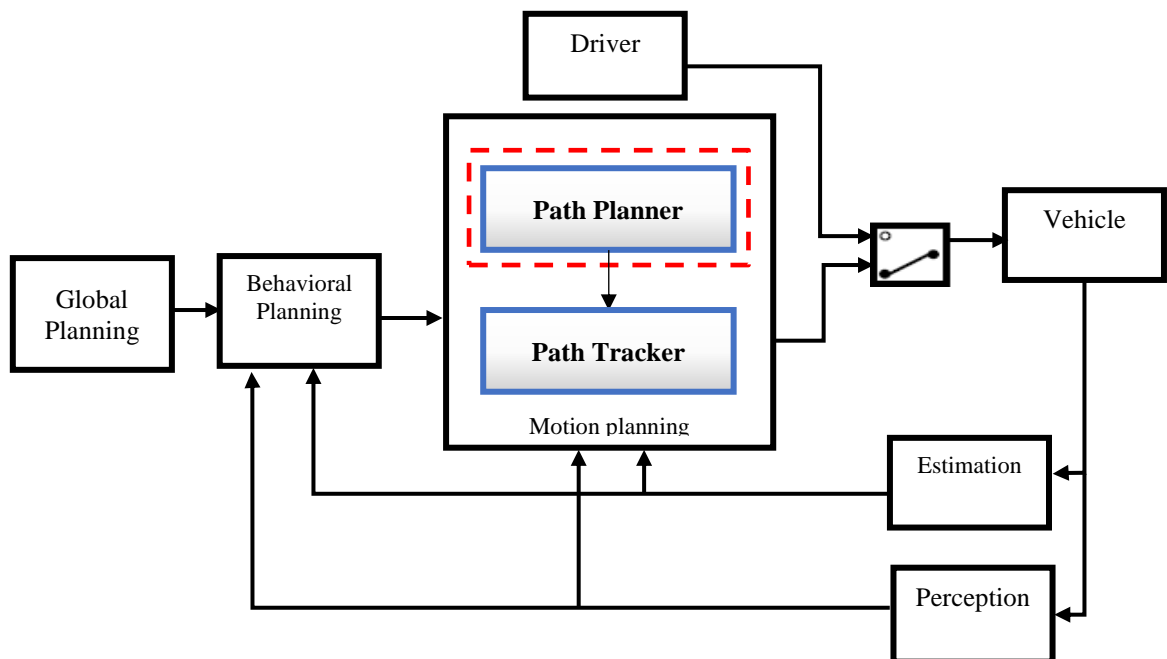 Driver
Path Planner
Vehicle
Global
Planning
Behavioral
Planning
Path Tracker
Motion planning
Estimation
Perception